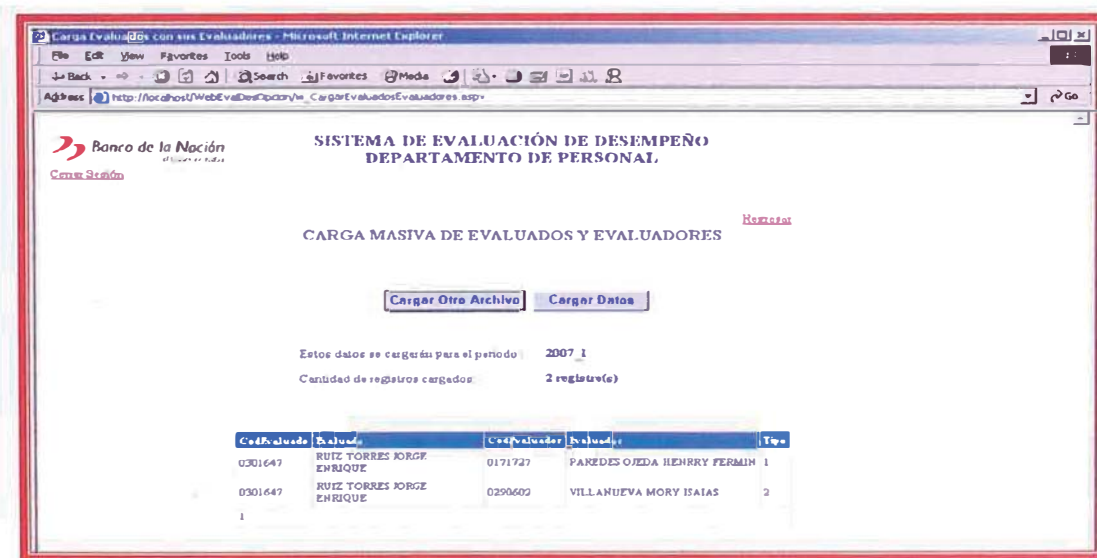 Carga Evaluados con sus Evaluadores - Microsoft Internet Explorer
File Edit View Favorites Tools Help
Back Search Favorites Media
Address http://localhost/WebEvalDesOpcion/w_CargarEvaluadosEvaluadores.aspx Go
Banco de la Nación
SISTEMA DE EVALUACIÓN DE DESEMPEÑO
DEPARTAMENTO DE PERSONAL
Cerrar Sesión
Regresar
CARGA MASIVA DE EVALUADOS Y EVALUADORES
Cargar Otro Archivo Cargar Datos
Estos datos se cargarán para el periodo : 2007_1
Cantidad de registros cargados: 2 registro(s)
CodEvaluado Evaluado CodEvaluador Evaluador Tipo
0301647 RUIZ TORRES JORGE ENRIQUE 0171727 PAREDES OJEDA HENRRY FERMIN 1
0301647 RUIZ TORRES JORGE ENRIQUE 0290602 VILLANUEVA MORY ISAIAS 2
1